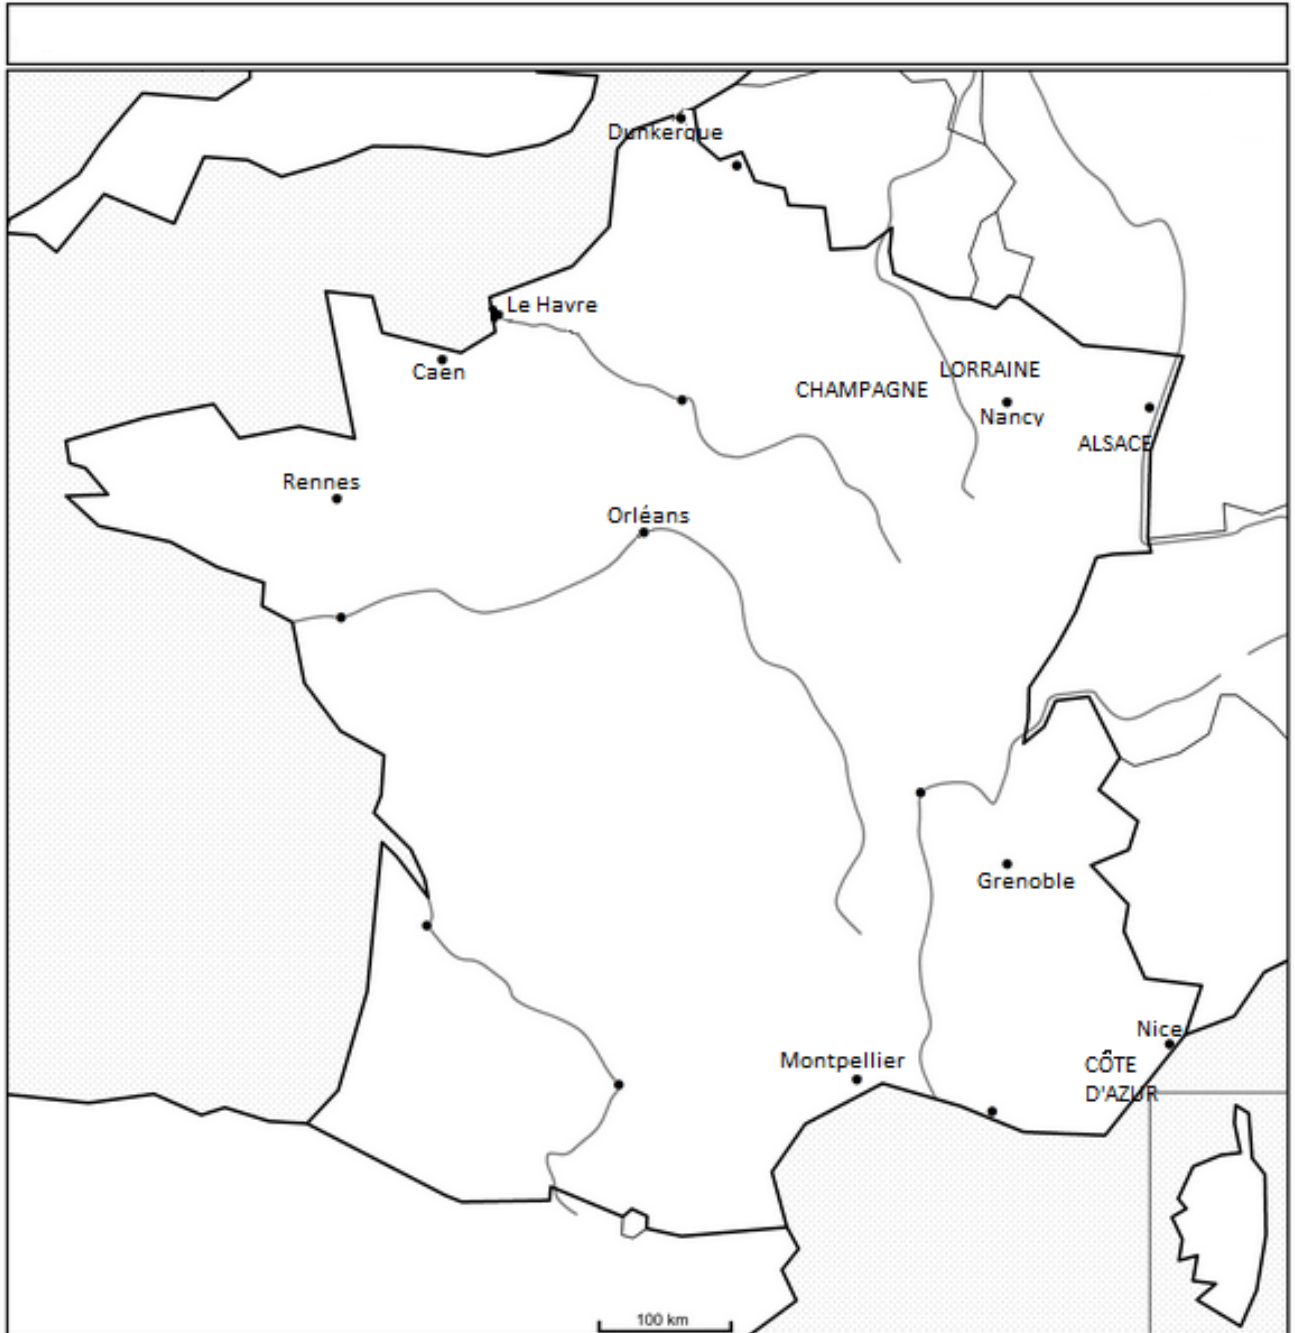 Dunkerque
Le Havre
Caen
LORRAINE
CHAMPAGNE
Nancy
ALSACE
Rennes
Orléans
Grenoble
Nice
Montpellier
CÔTE
D'AZUR
100 km